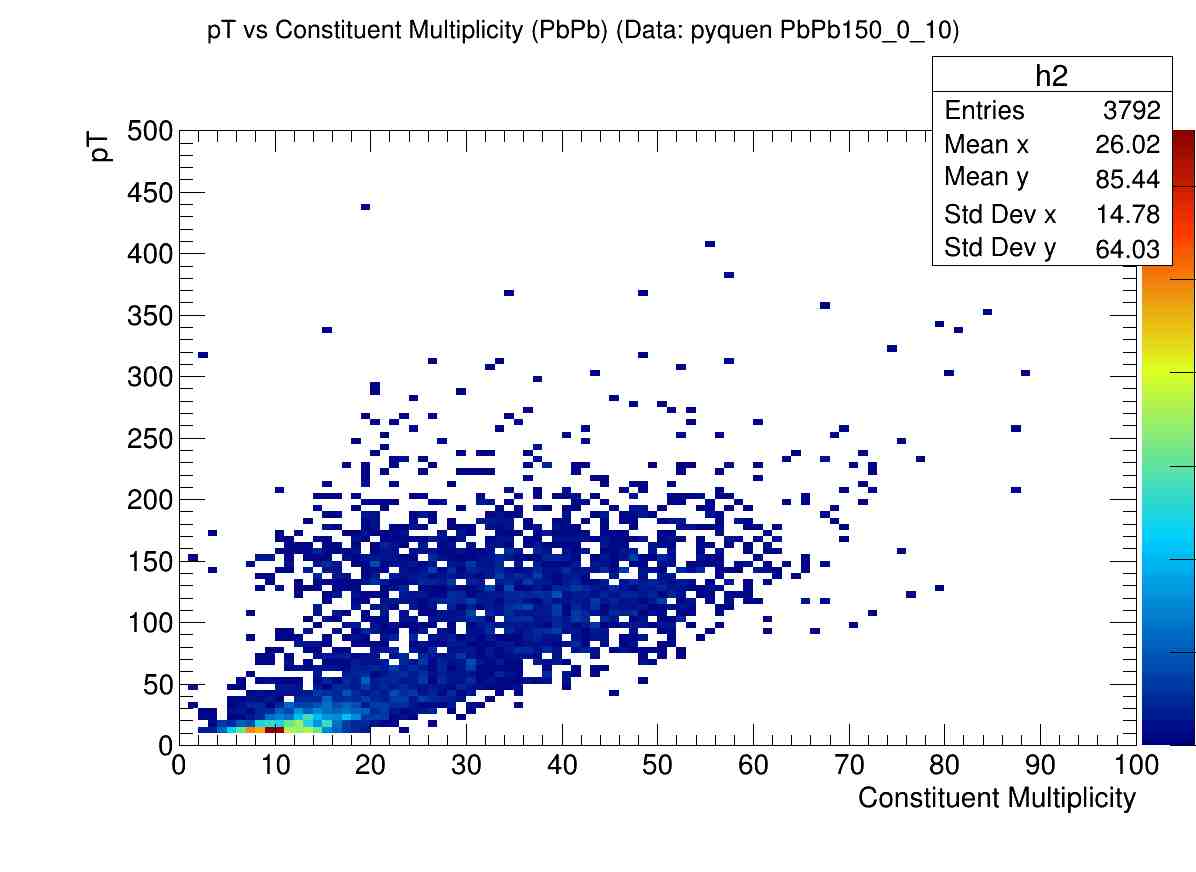 pT vs Constituent Multiplicity (PbPb) (Data: pyquen PbPb150_0_10)
h2
Entries 3792
Mean x 26.02
Mean y 85.44
Std Dev x 14.78
Std Dev y 64.03
pT
500
450
400
350
300
250
200
150
100
50
0
0 10 20 30 40 50 60 70 80 90 100
Constituent Multiplicity